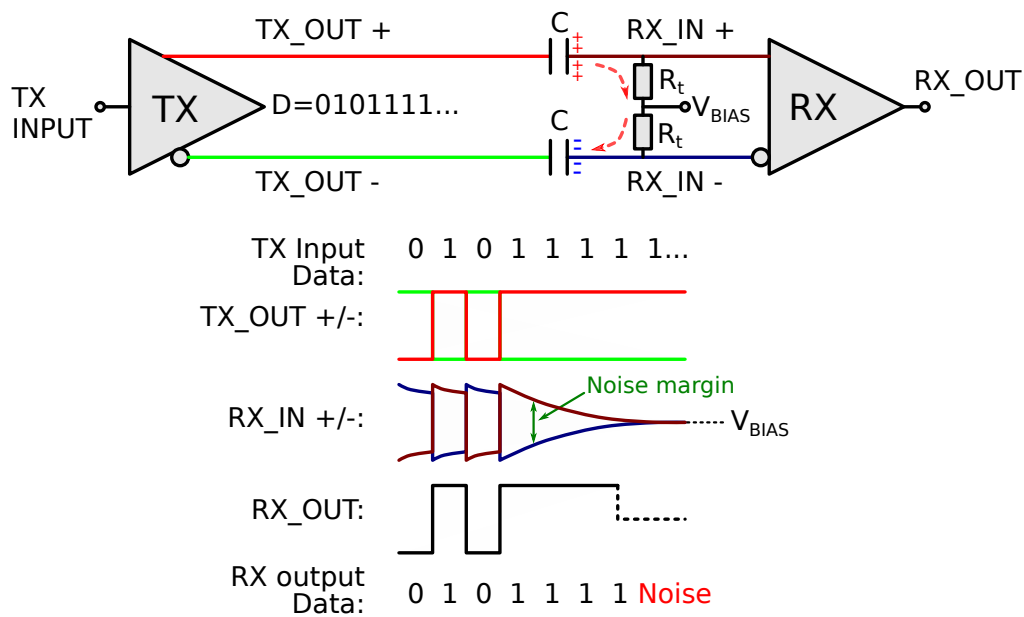 TX_OUT +
C
++++
RX_IN +
TX
INPUT
TX
D=0101111...
Rt
VBIAS
RX
RX_OUT
C
----
Rt
TX_OUT -
RX_IN -
TX Input
Data:
0 1 0 1 1 1 1 1...
TX_OUT +/-:
Noise margin
RX_IN +/-:
VBIAS
RX_OUT:
RX output
Data:
0 1 0 1 1 1 1 Noise